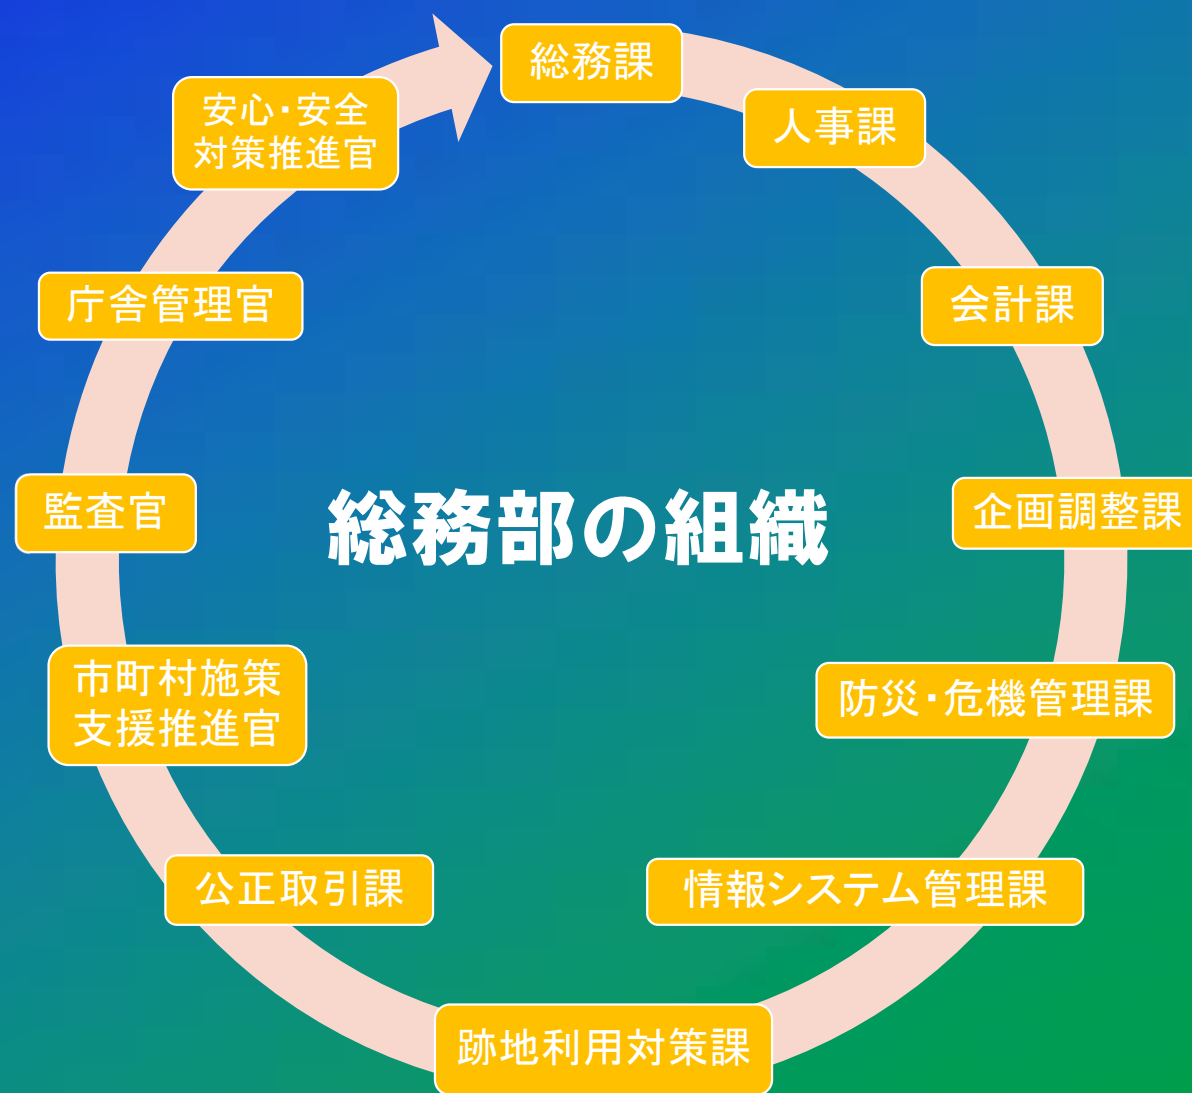 総務課
人事課
会計課
企画調整課
防災・危機管理課
情報システム管理課
跡地利用対策課
公正取引課
市町村施策
支援推進官
監査官
庁舎管理官
安心・安全
対策推進官
総務部の組織